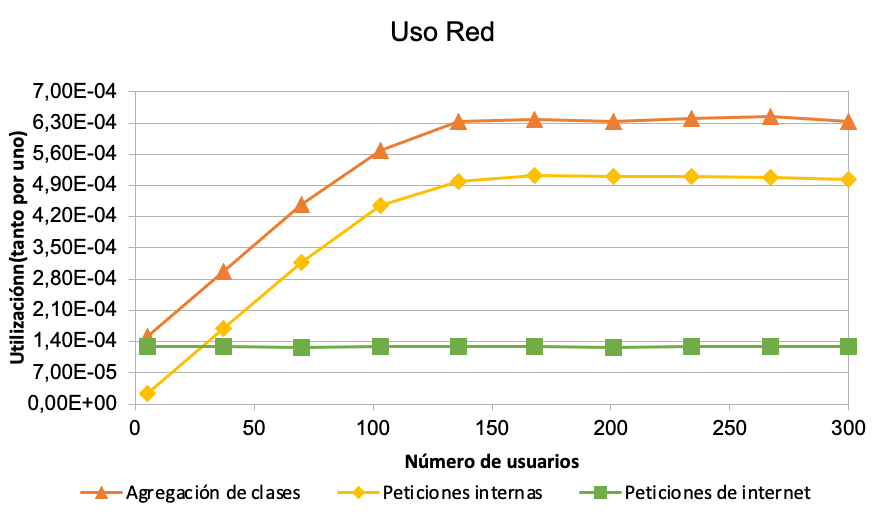 Uso Red
Utilizaciónn(tanto por uno)
7,00E-04
6,30E-04
5,60E-04
4,90E-04
4,20E-04
3,50E-04
2,80E-04
2,10E-04
1,40E-04
7,00E-05
0,00E+00
0 50 100 150 200 250 300
Número de usuarios
Agregación de clases Peticiones internas Peticiones de internet